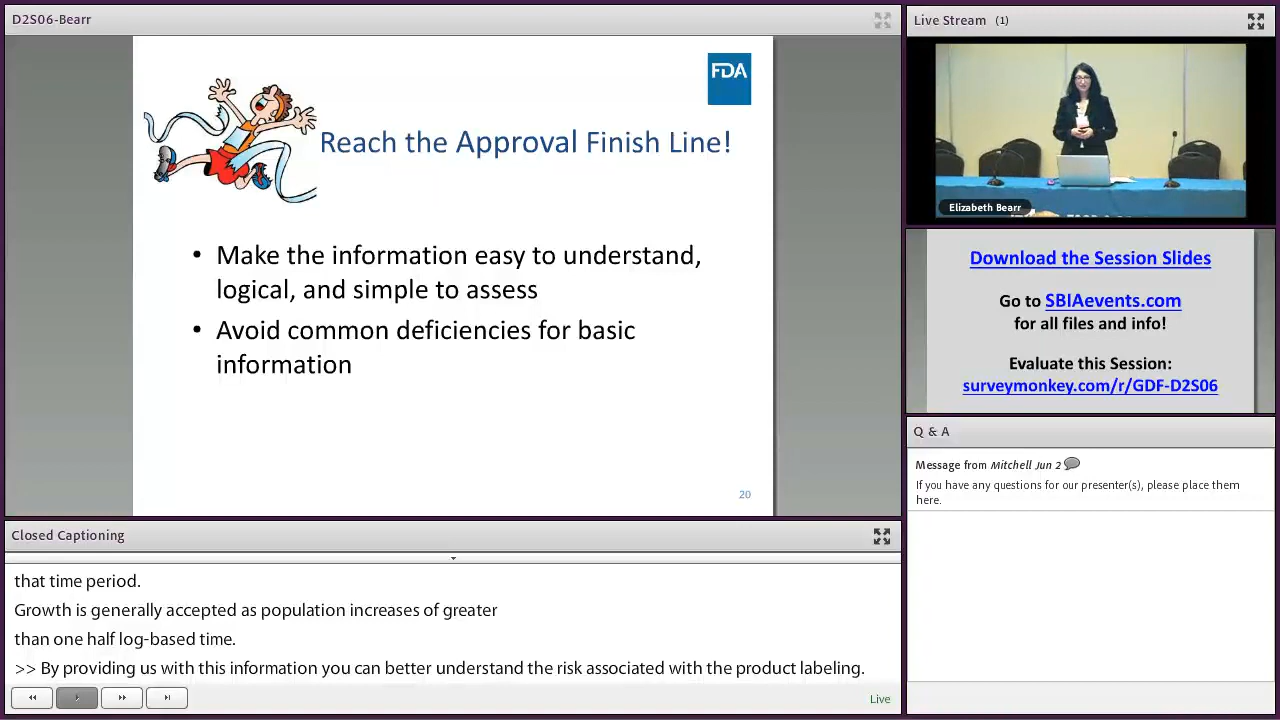 D2S06-Bearr
FDA
Reach the Approval Finish Line!
• Make the information easy to understand,
logical, and simple to assess
• Avoid common deficiencies for basic
information
20
Closed Captioning
that time period.
Growth is generally accepted as population increases of greater
than one half log-based time.
>> By providing us with this information you can better understand the risk associated with the product labeling.
Live
Live Stream (1)
Elizabeth Bearr
Download the Session Slides
Go to SBIAevents.com
for all files and info!
Evaluate this Session:
surveymonkey.com/r/GDF-D2S06
Q & A
Message from Mitchell Jun 2
If you have any questions for our presenter(s), please place them
here.